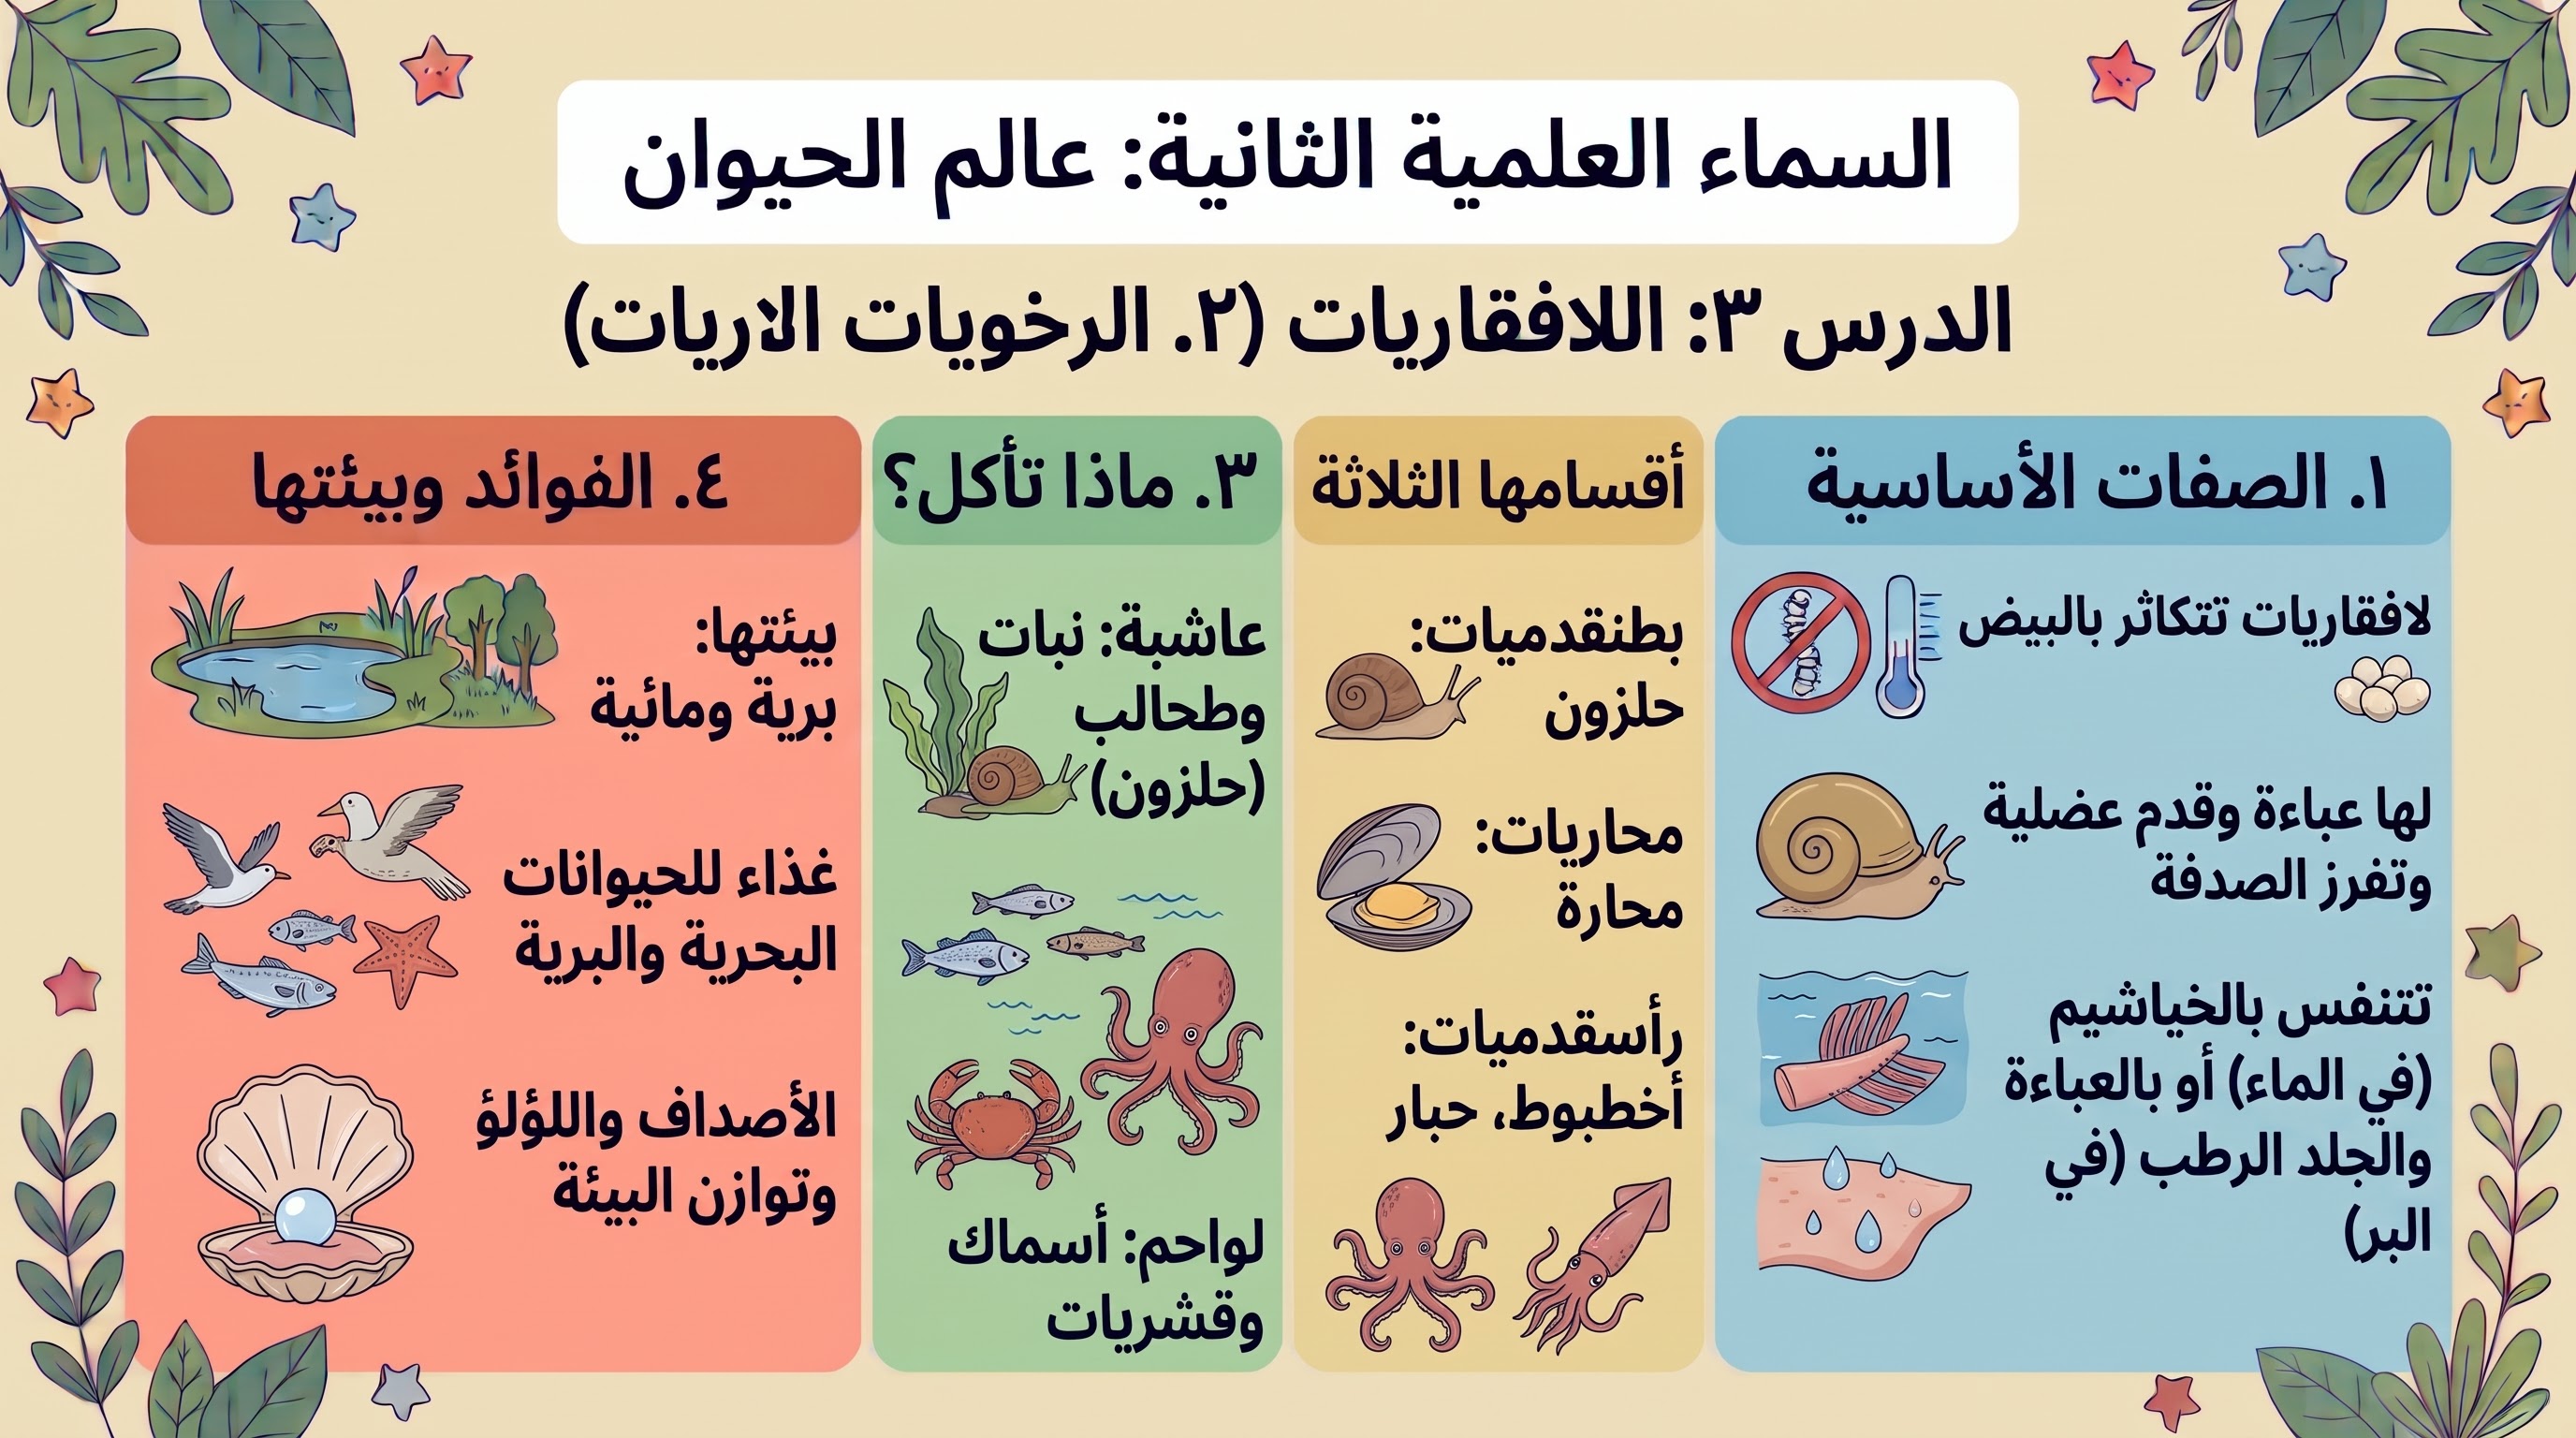 السماء العلمية الثانية: عالم الحيوان
الدرس ٣: اللافقاريات (٢. الرخويات الاريات)
١. الصفات الأساسية
لافقاريات تتكاثر بالبيض
لها عباءة وقدم عضلية
وتفرز الصدفة
تتنفس بالخياشيم
(في الماء) أو بالعباءة
والجلد الرطب (في
البر)
أقسامها الثلاثة
بطنقدميات:
حلزون
محاريات:
محارة
رأسقدميات:
أخطبوط، حبار
٣. ماذا تأكل؟
عاشبة: نبات
وطحالب
(حلزون)
لواحم: أسماك
وقشريات
٤. الفوائد وبيئتها
بيئتها:
برية ومائية
غذاء للحيوانات
البحرية والبرية
الأصداف واللؤلؤ
وتوازن البيئة